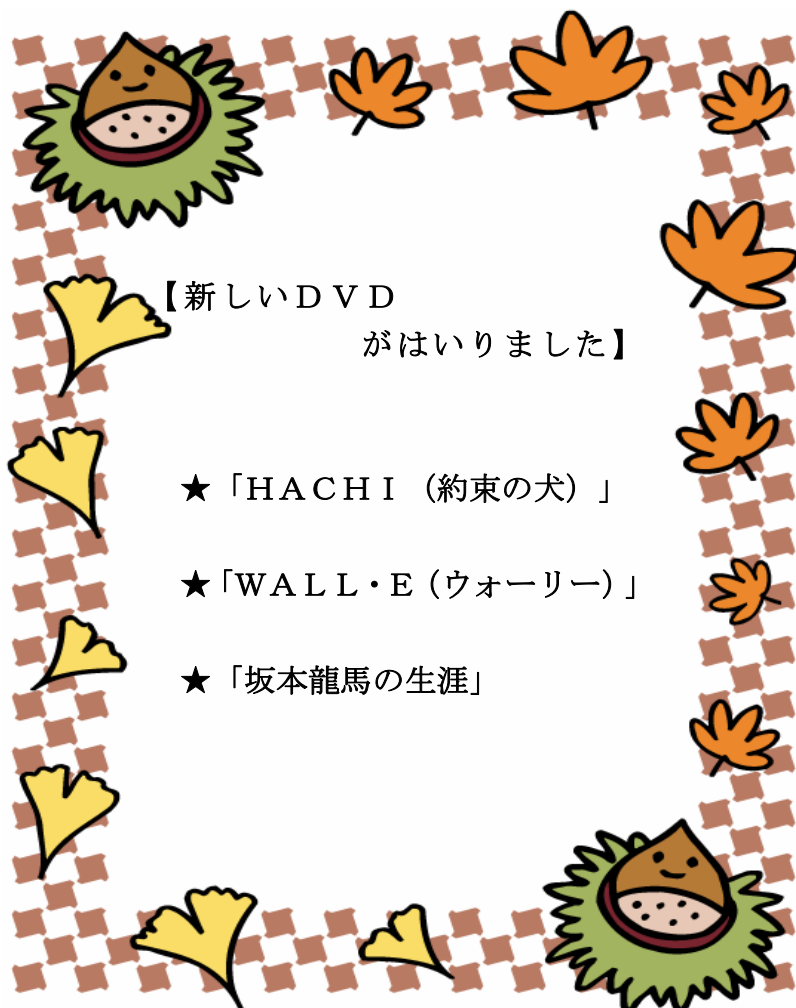 【新しいＤＶＤ
がはいりました】
★「ＨＡＣＨＩ（約束の犬）」
★「ＷＡＬＬ・Ｅ（ウォーリー）」
★「坂本龍馬の生涯」